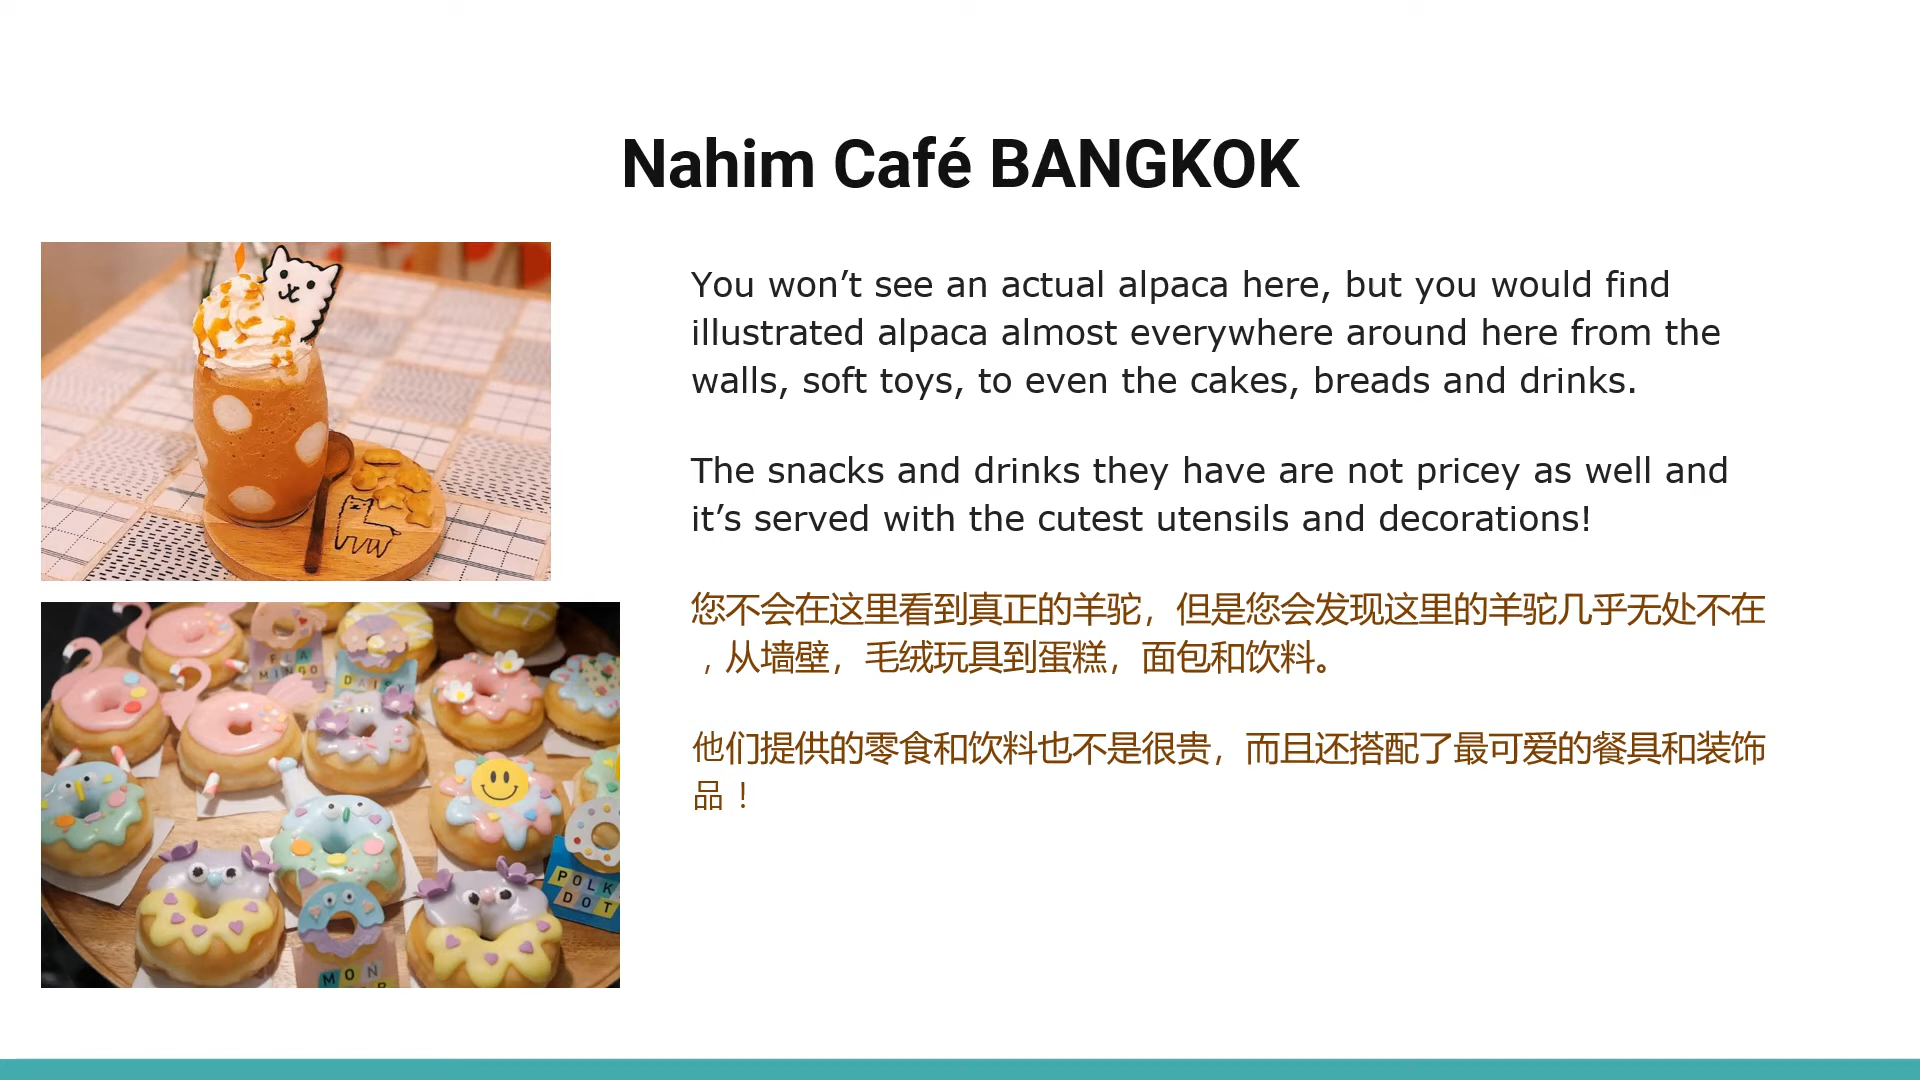 Nahim Café BANGKOK
You won’t see an actual alpaca here, but you would find
illustrated alpaca almost everywhere around here from the
walls, soft toys, to even the cakes, breads and drinks.
The snacks and drinks they have are not pricey as well and
it’s served with the cutest utensils and decorations!
您不会在这里看到真正的羊驼，但是您会发现这里的羊驼几乎无处不在
，从墙壁，毛绒玩具到蛋糕，面包和饮料。
他们提供的零食和饮料也不是很贵，而且还搭配了最可爱的餐具和装饰
品！
FLA
MINGO
DAISY
POLK
DOT
MON